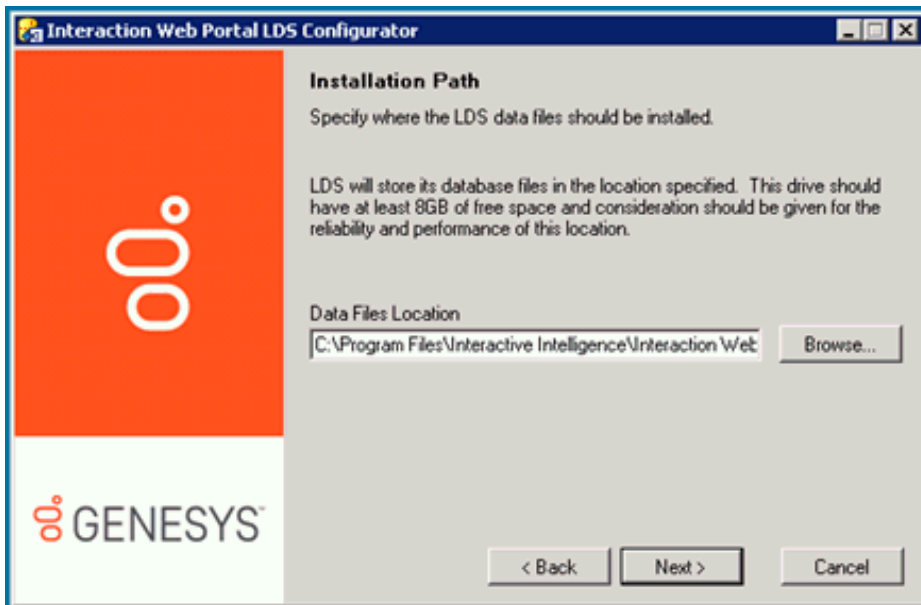 Interaction Web Portal LDS Configurator
Installation Path
Specify where the LDS data files should be installed.
LDS will store its database files in the location specified. This drive should
have at least 8GB of free space and consideration should be given for the
reliability and performance of this location.
Data Files Location
C:\Program Files\Interactive Intelligence\Interaction Web
Browse...
GENESYS™
< Back
Next >
Cancel